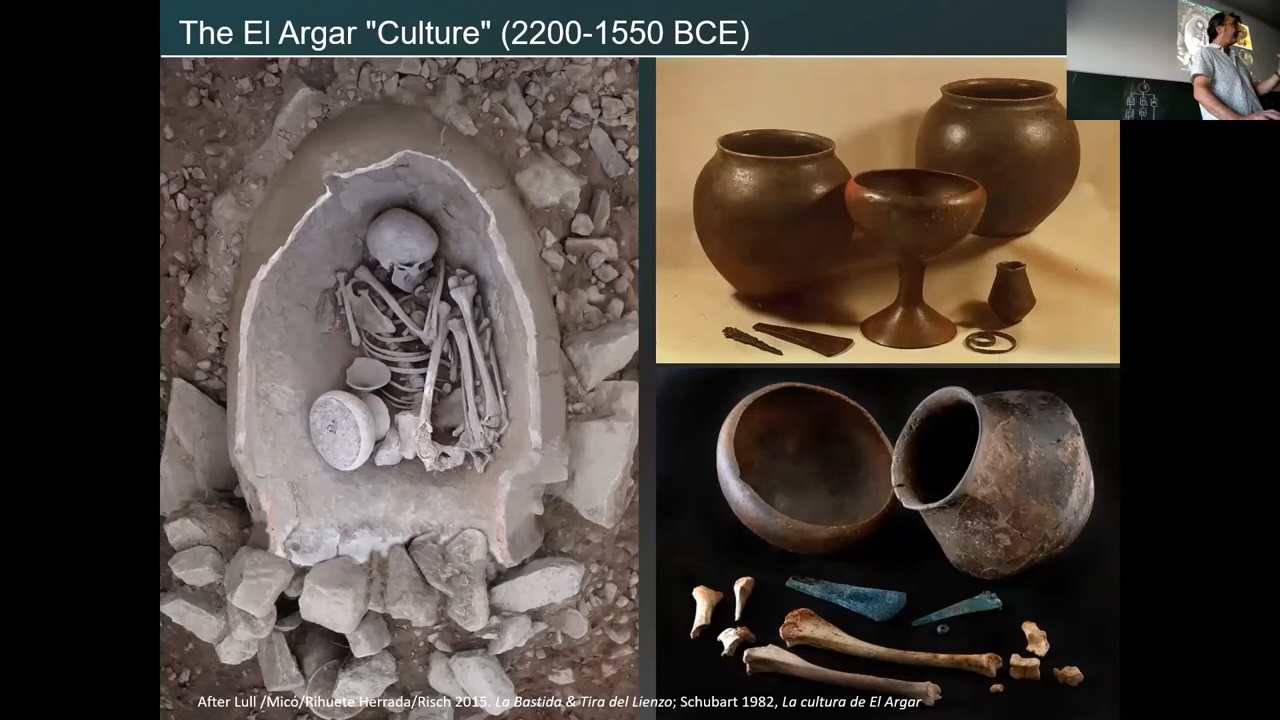 The El Argar "Culture" (2200-1550 BCE)
After Lull /Micó/Rihuete Herrada/Risch 2015. La Bastida & Tira del Lienzo; Schubart 1982, La cultura de El Argar